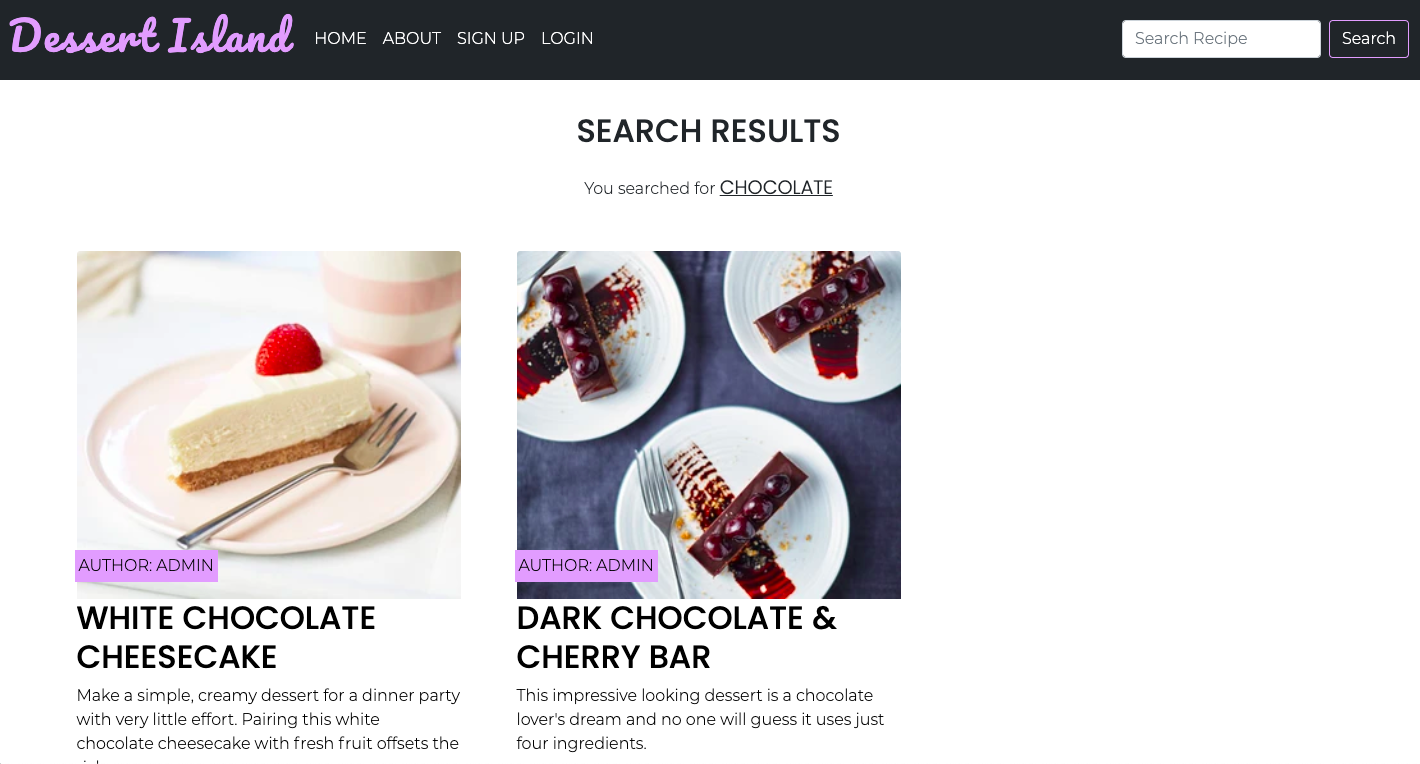 Dessert Island HOME ABOUT SIGN UP LOGIN Search Recipe Search
SEARCH RESULTS
You searched for CHOCOLATE
AUTHOR: ADMIN
WHITE CHOCOLATE
CHEESECAKE
Make a simple, creamy dessert for a dinner party
with very little effort. Pairing this white
chocolate cheesecake with fresh fruit offsets the
AUTHOR: ADMIN
DARK CHOCOLATE &
CHERRY BAR
This impressive looking dessert is a chocolate
lover's dream and no one will guess it uses just
four ingredients.